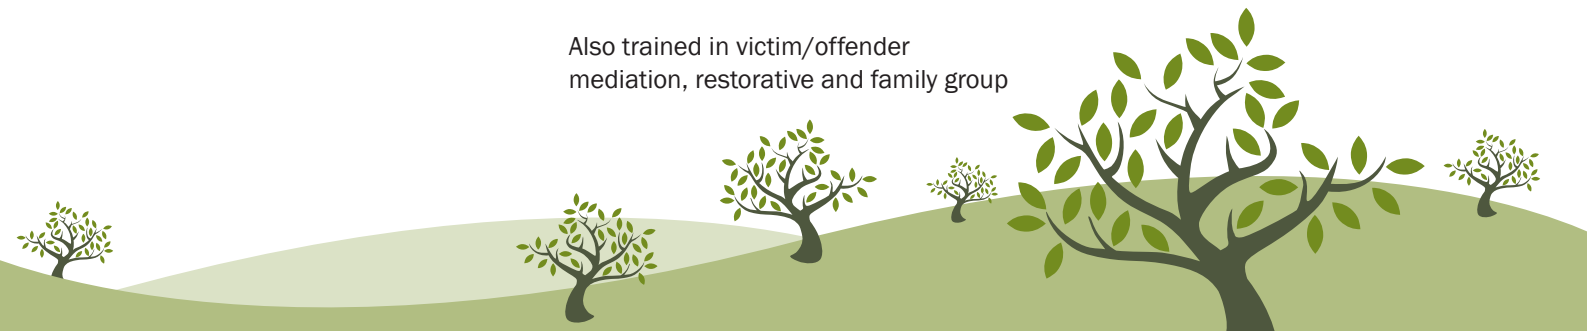 Also trained in victim/offender
mediation, restorative and family group